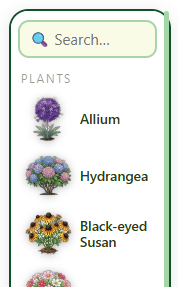 Search...
PLANTS
Allium
Hydrangea
Black-eyed
Susan